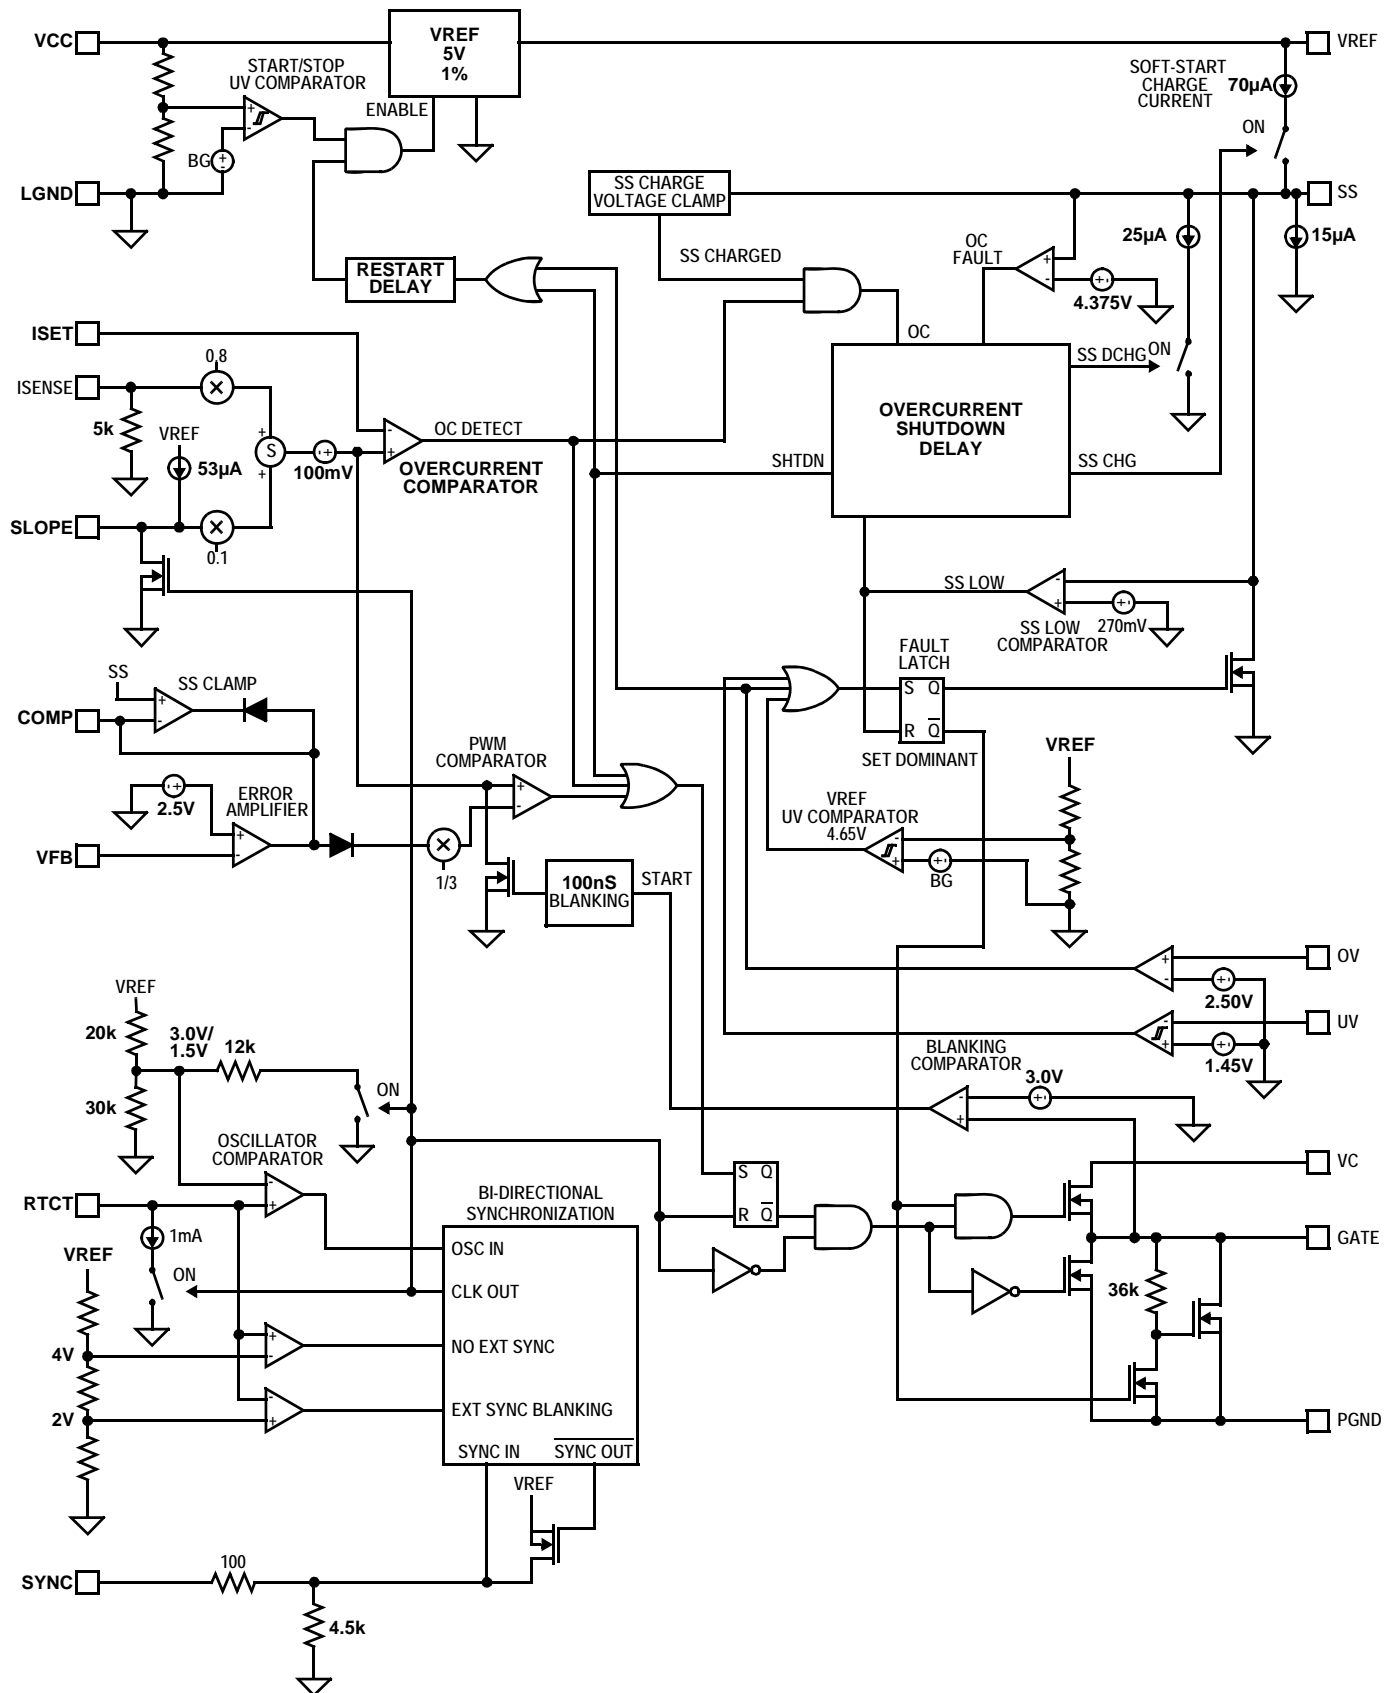 VCC
VREF
5V
1%
VREF
START/STOP
UV COMPARATOR
ENABLE
BG
+
-
SOFT-START
CHARGE
CURRENT
70µA
ON
LGND
SS CHARGE
VOLTAGE CLAMP
SS
25µA
15µA
OC
FAULT
4.375V
SS CHARGED
RESTART
DELAY
OC
ISET
0.8
ISENSE
5k
VREF
53µA
S
100mV
OC DETECT
OVERCURRENT
COMPARATOR
SLOPE
0.1
SHTDN
OVERCURRENT
SHUTDOWN
DELAY
SS DCHG
ON
SS CHG
SS LOW
SS LOW
COMPARATOR
270mV
SS
SS CLAMP
COMP
FAULT
LATCH
S Q
R Q
SET DOMINANT
PWM
COMPARATOR
VREF
2.5V
ERROR
AMPLIFIER
VFB
1/3
VREF
UV COMPARATOR
4.65V
BG
100nS
BLANKING
START
OV
2.50V
UV
1.45V
VREF
20k
3.0V/
1.5V
12k
30k
ON
BLANKING
COMPARATOR
3.0V
OSCILLATOR
COMPARATOR
S Q
R Q
VC
RTCT
1mA
BI-DIRECTIONAL
SYNCHRONIZATION
OSC IN
GATE
VREF
ON
CLK OUT
36k
4V
NO EXT SYNC
2V
EXT SYNC BLANKING
PGND
SYNC IN
SYNC OUT
VREF
SYNC
100
4.5k